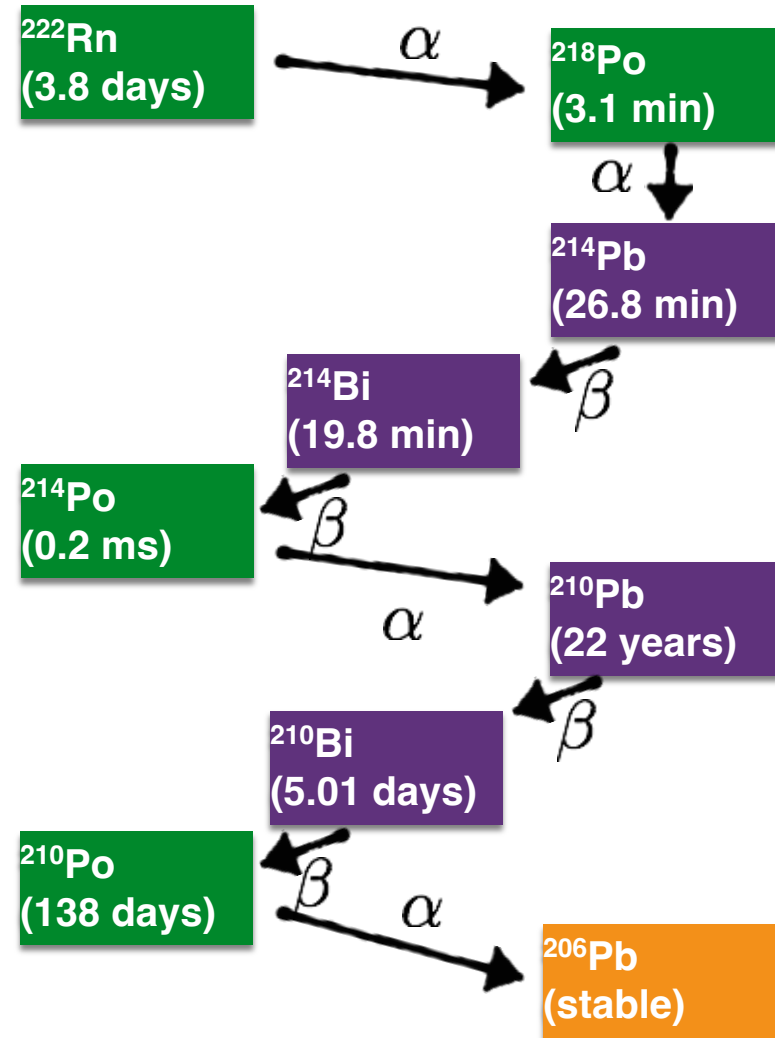 ²²²Rn
(3.8 days)
α
²¹⁸Po
(3.1 min)
α
²¹⁴Pb
(26.8 min)
β
²¹⁴Bi
(19.8 min)
β
²¹⁴Po
(0.2 ms)
α
²¹⁰Pb
(22 years)
β
²¹⁰Bi
(5.01 days)
β
²¹⁰Po
(138 days)
α
²⁰⁶Pb
(stable)